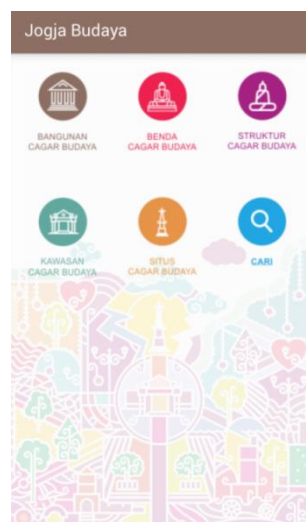 Jogja Budaya
BANGUNAN
CAGAR BUDAYA
BENDA
CAGAR BUDAYA
STRUKTUR
CAGAR BUDAYA
KAWASAN
CAGAR BUDAYA
SITUS
CAGAR BUDAYA
CARI